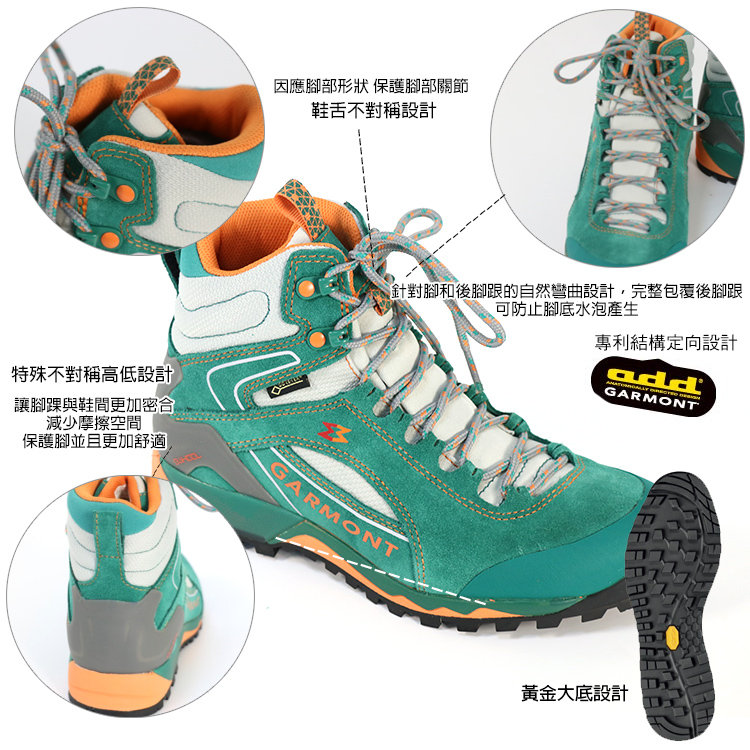 因應腳部形狀 保護腳部關節
鞋舌不對稱設計
針對腳和後腳跟的自然彎曲設計，完整包覆後腳跟
可防止腳底水泡產生
專利結構定向設計
a.d.d.
ANATOMICALLY DIRECTED DESIGN
GARMONT
特殊不對稱高低設計
讓腳踝與鞋間更加密合
減少摩擦空間
保護腳並且更加舒適
GARMONT
黃金大底設計